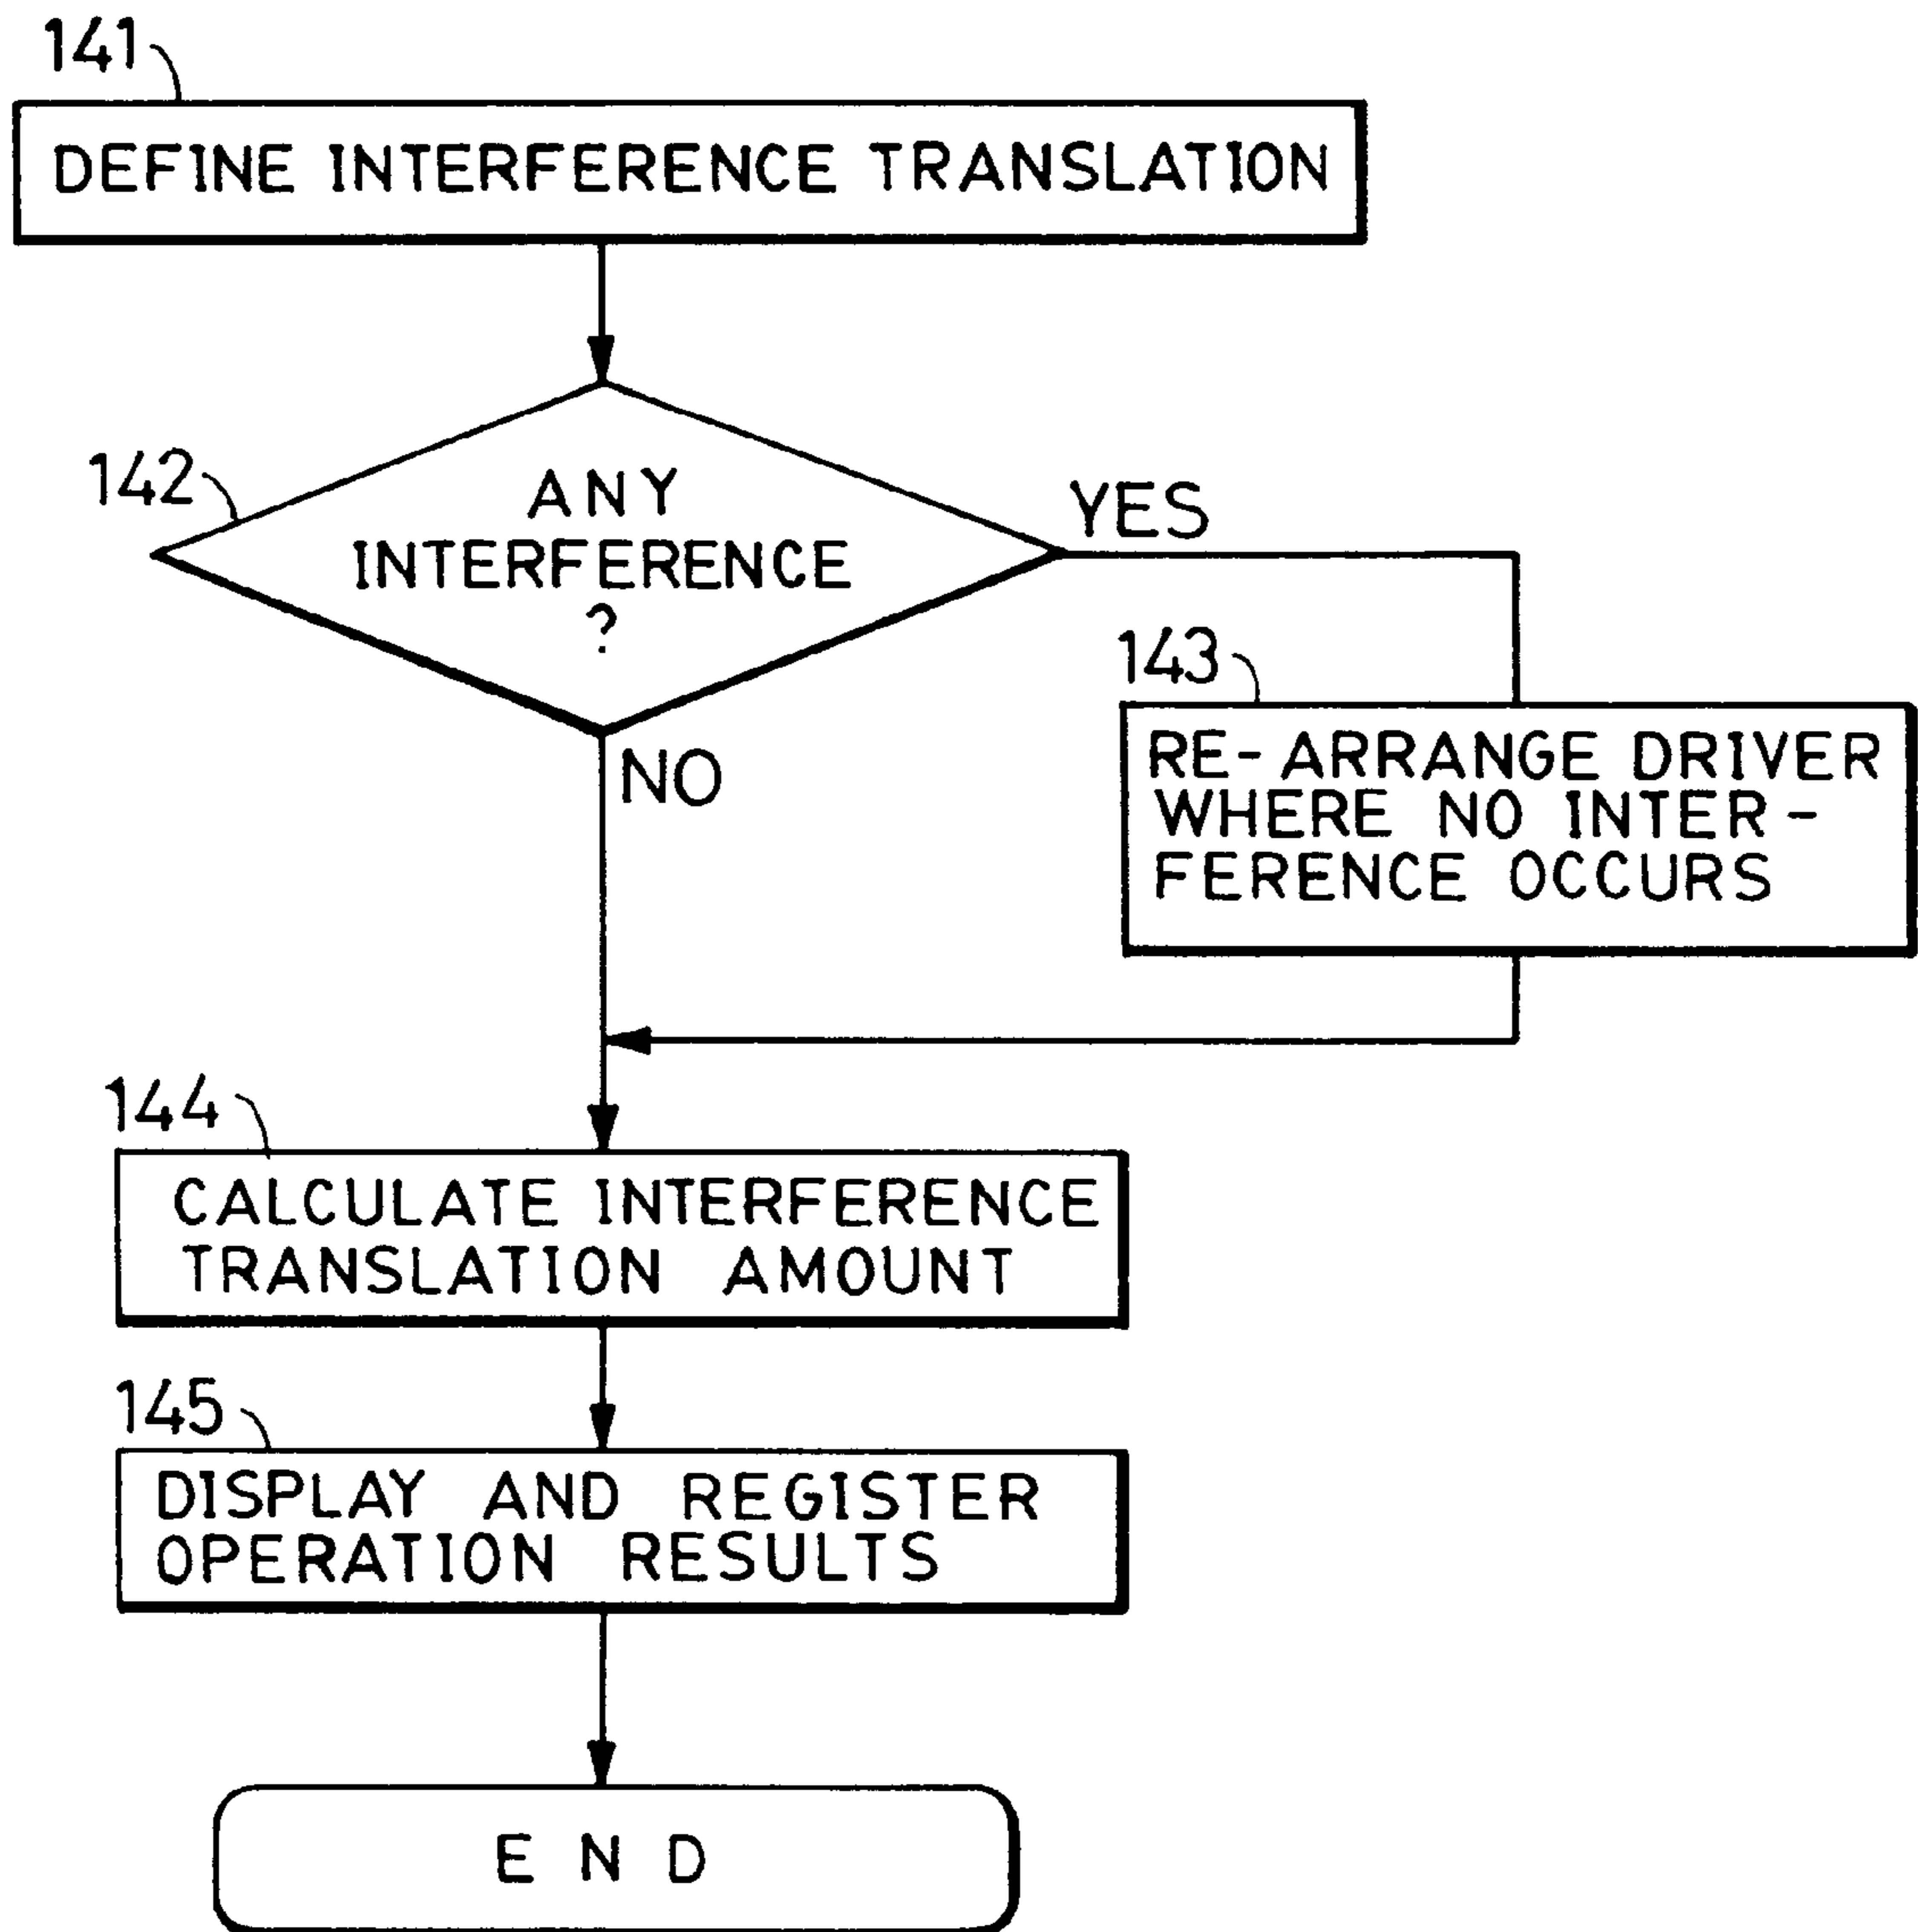 141
DEFINE INTERFERENCE TRANSLATION
142
ANY
INTERFERENCE
?
YES
NO
143
RE-ARRANGE DRIVER
WHERE NO INTER-
FERENCE OCCURS
144
CALCULATE INTERFERENCE
TRANSLATION AMOUNT
145
DISPLAY AND REGISTER
OPERATION RESULTS
END